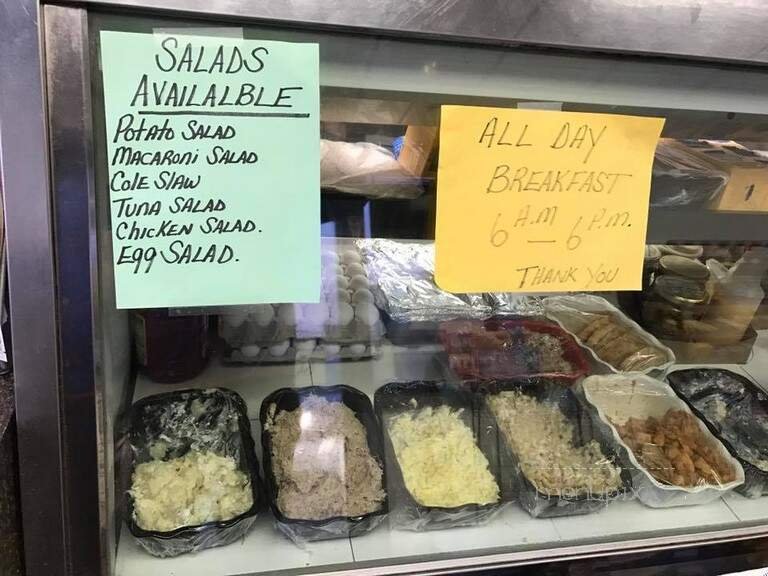 SALADS
AVAILALBLE
POTATO SALAD
MACARONI SALAD
COLE SLAW
TUNA SALAD
CHICKEN SALAD.
Egg SALAD.
ALL DAY
BREAKFAST
6 A.M — 6 P.M.
THANK YOU
1
menupix